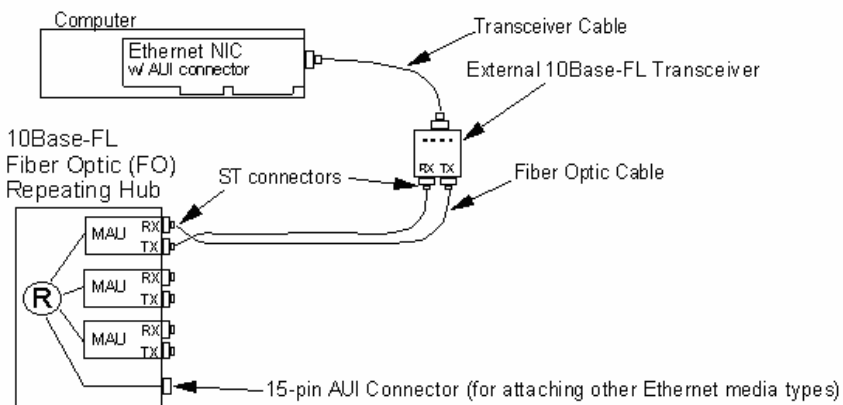 Computer
Ethernet NIC
w/ AUI connector
Transceiver Cable
External 10Base-FL Transceiver
RX TX
10Base-FL
Fiber Optic (FO)
Repeating Hub
ST connectors
Fiber Optic Cable
MAU RX
TX
MAU RX
TX
MAU RX
TX
R
15-pin AUI Connector (for attaching other Ethernet media types)